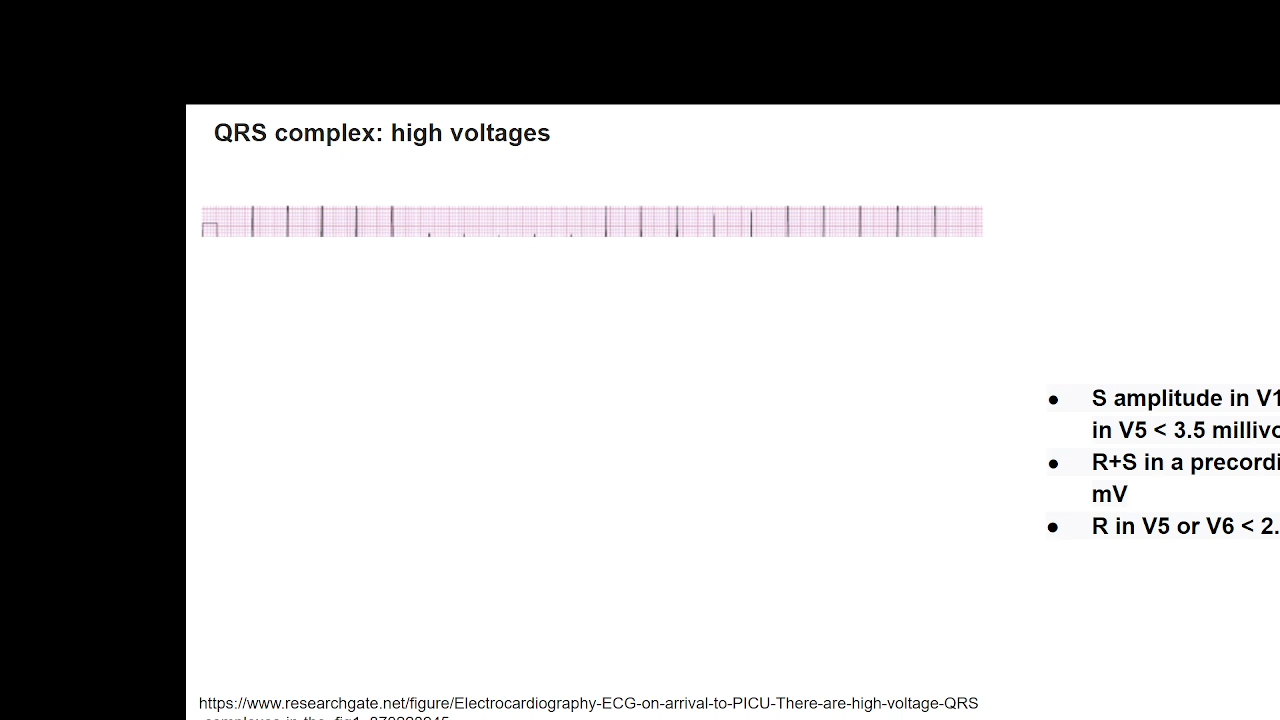 QRS complex: high voltages
● S amplitude in V1
in V5 < 3.5 millivo
● R+S in a precordi
mV
● R in V5 or V6 < 2.
https://www.researchgate.net/figure/Electrocardiography-ECG-on-arrival-to-PICU-There-are-high-voltage-QRS